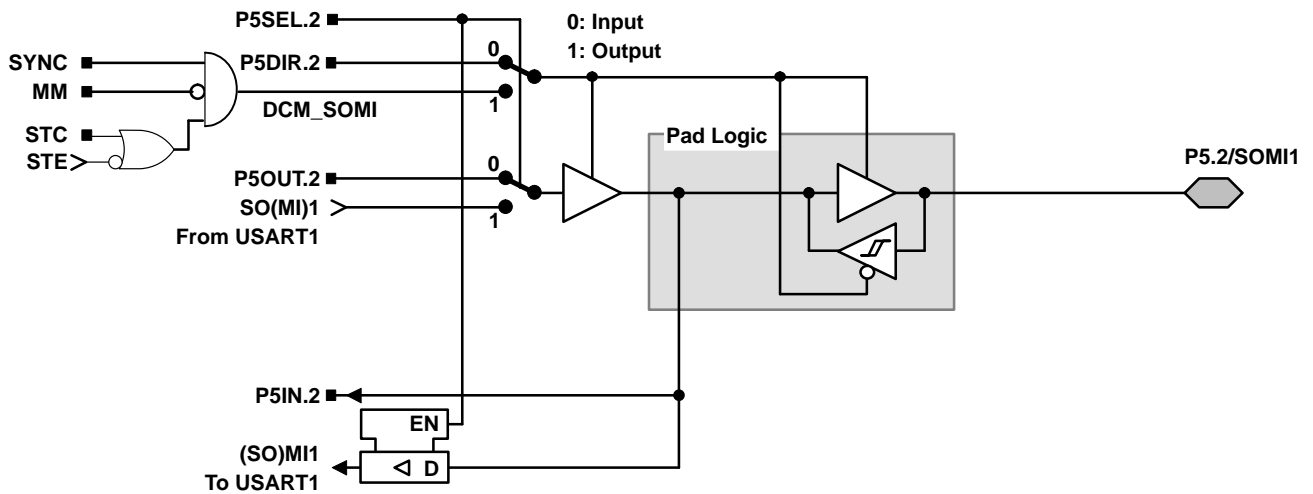 P5SEL.2
0: Input
1: Output
0
SYNC
P5DIR.2
MM
1
DCM_SOMI
STC
Pad Logic
STE
0
P5OUT.2
P5.2/SOMI1
SO(MI)1
1
From USART1
P5IN.2
EN
(SO)MI1
D
To USART1